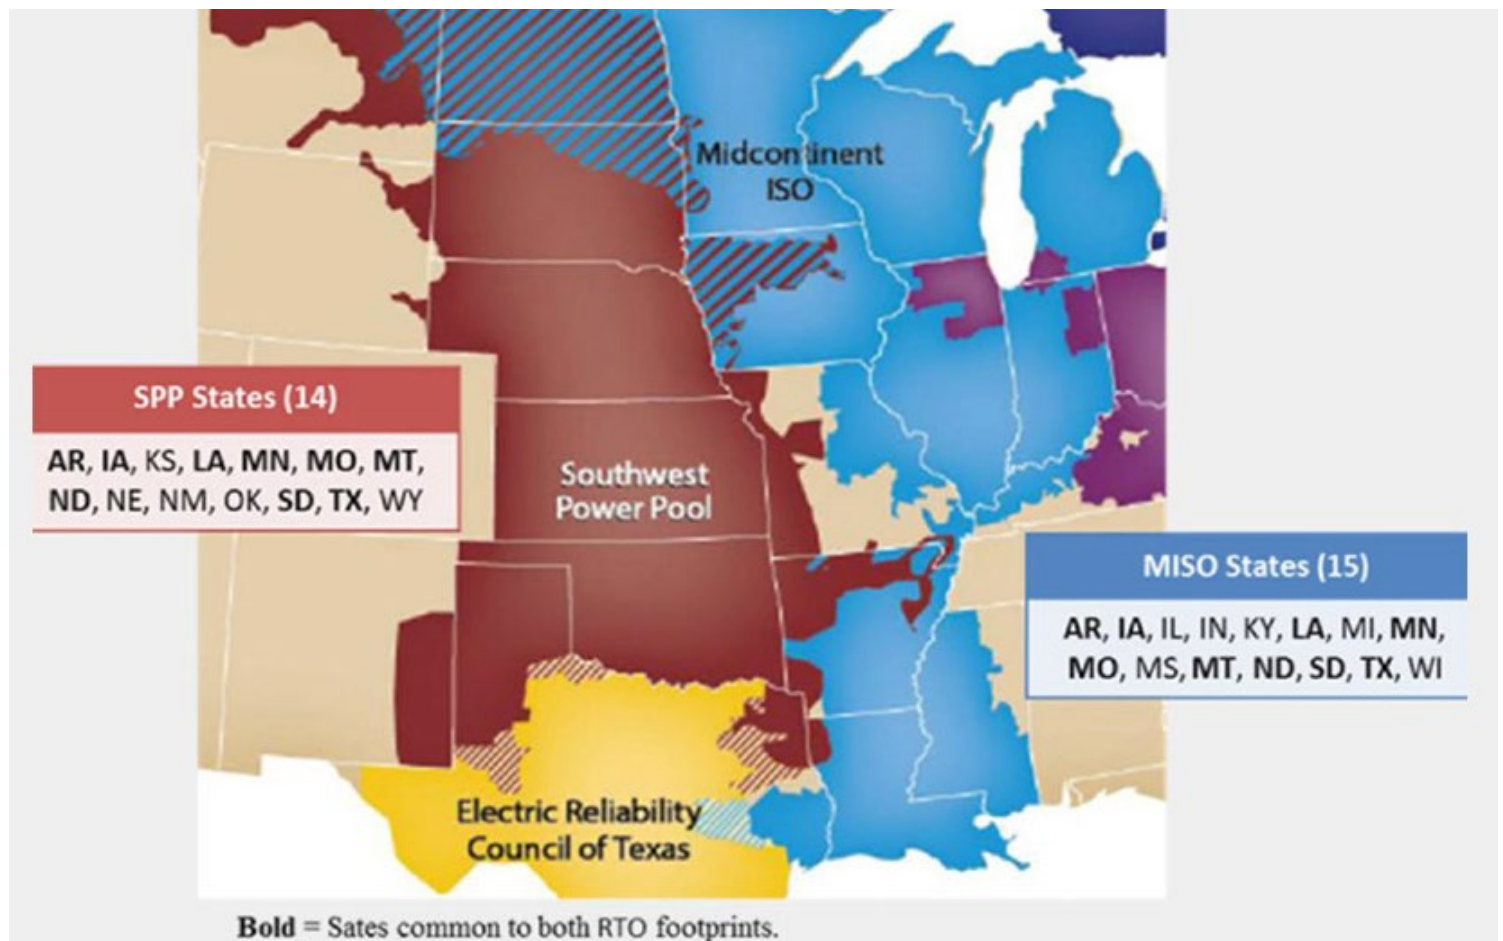 Midcontinent
ISO
SPP States (14)
AR, IA, KS, LA, MN, MO, MT,
ND, NE, NM, OK, SD, TX, WY
Southwest
Power Pool
MISO States (15)
AR, IA, IL, IN, KY, LA, MI, MN,
MO, MS, MT, ND, SD, TX, WI
Electric Reliability
Council of Texas
Bold = Sates common to both RTO footprints.